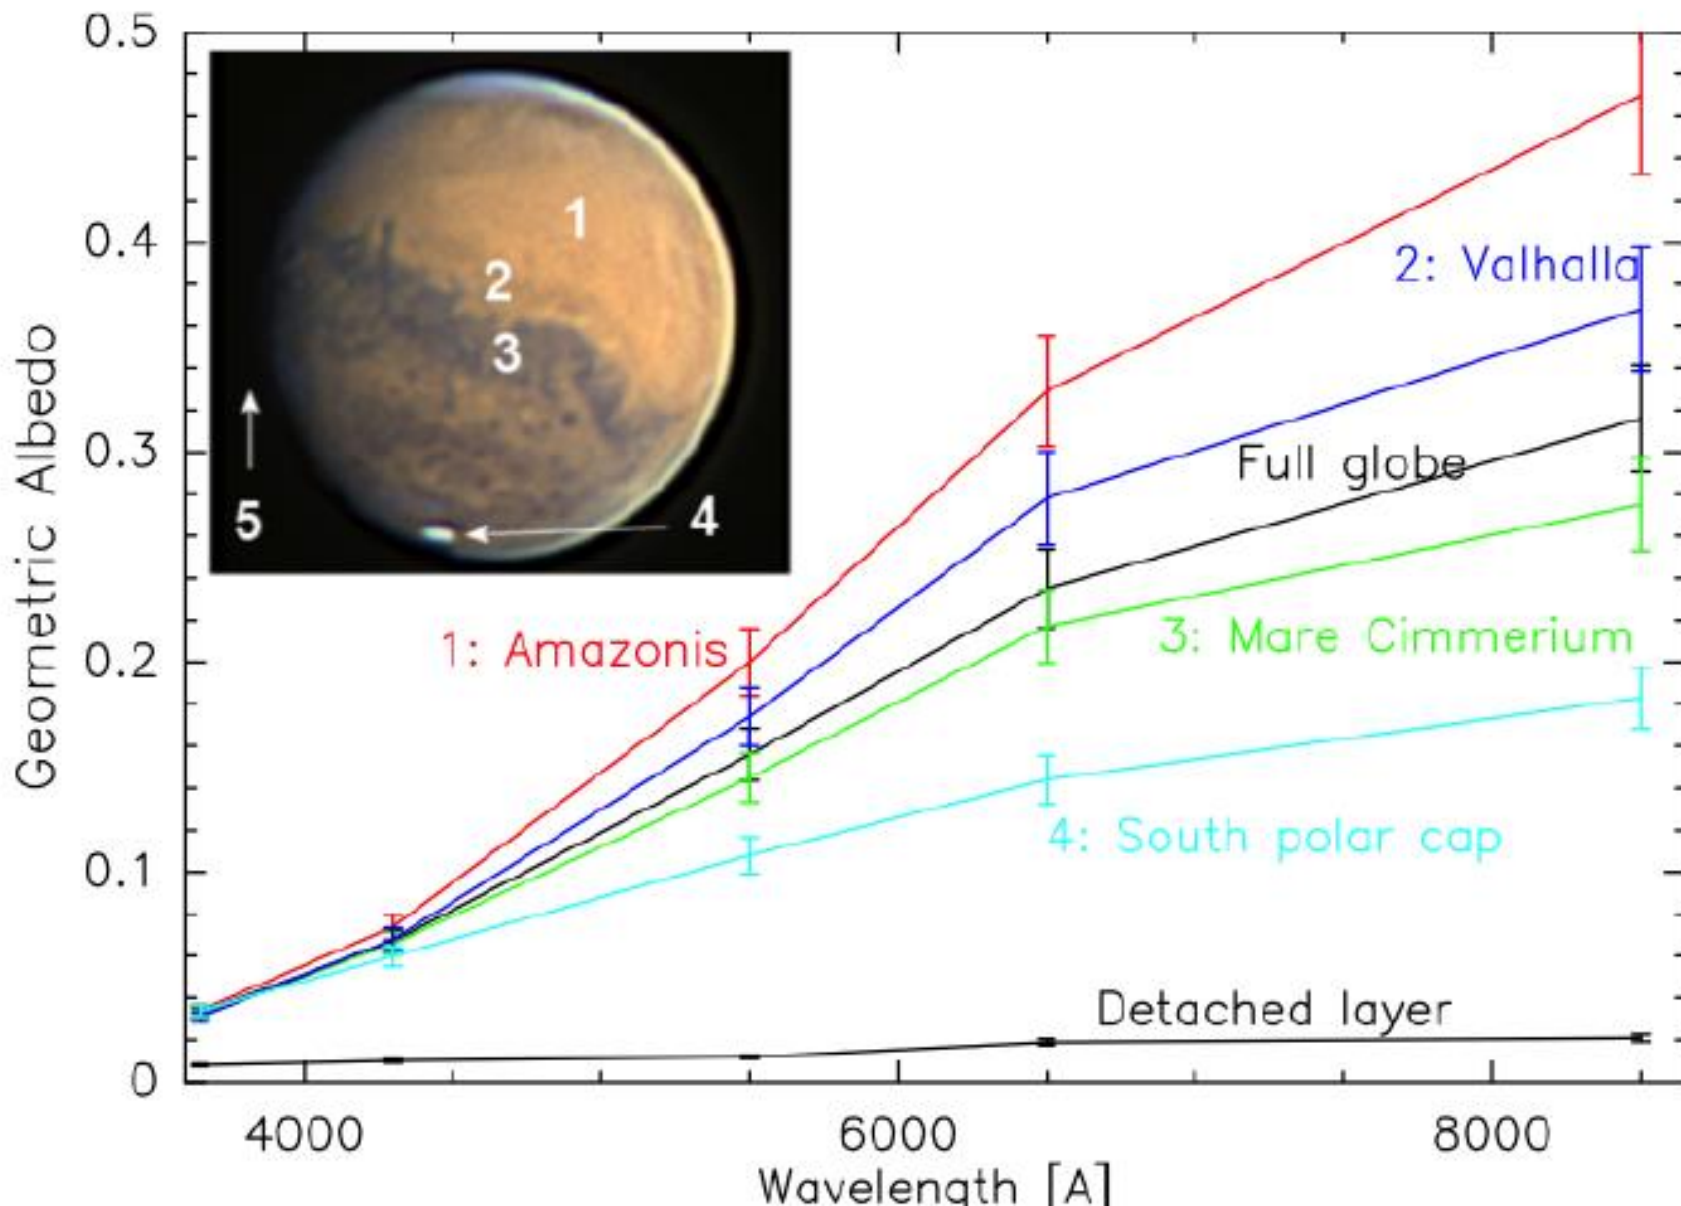 0.5
0.4
0.3
0.2
0.1
0
Geometric Albedo
1
2
3
4
5
2: Valhalla
Full globe
1: Amazonis
3: Mare Cimmerium
4: South polar cap
Detached layer
4000 6000 8000
Wavelength [A]